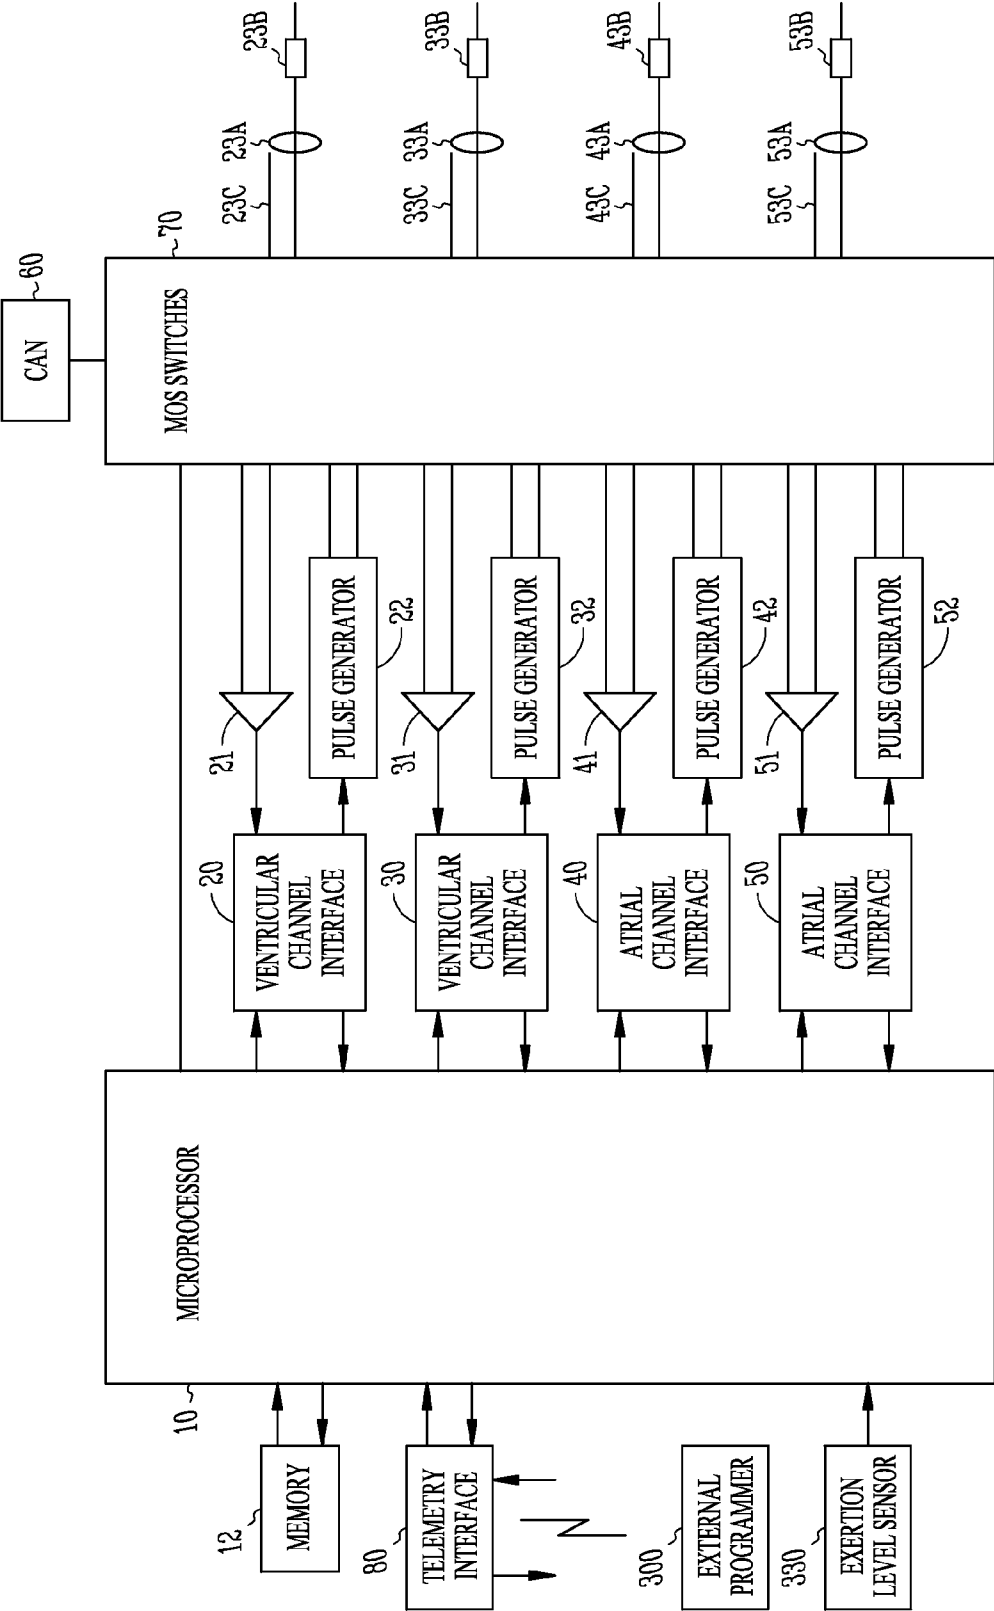 60
CAN
70
MOS SWITCHES
23C
23A
23B
33C
33A
33B
43C
43A
43B
53C
53A
53B
21
PULSE GENERATOR
22
31
PULSE GENERATOR
32
41
PULSE GENERATOR
42
51
PULSE GENERATOR
52
20
VENTRICULAR
CHANNEL
INTERFACE
30
VENTRICULAR
CHANNEL
INTERFACE
40
ATRIAL
CHANNEL
INTERFACE
50
ATRIAL
CHANNEL
INTERFACE
MICROPROCESSOR
10
12
MEMORY
80
TELEMETRY
INTERFACE
300
EXTERNAL
PROGRAMMER
330
EXERTION
LEVEL SENSOR